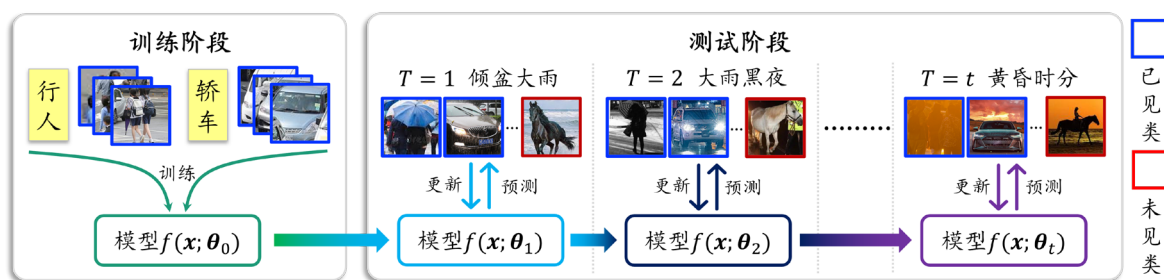 训练阶段
行人
轿车
训练
模型f(x; θ₀)
测试阶段
T = 1 倾盆大雨
T = 2 大雨黑夜
T = t 黄昏时分
...
...
...
更新 预测
更新 预测
更新 预测
模型f(x; θ₁)
模型f(x; θ₂)
模型f(x; θₜ)
已见类
未见类